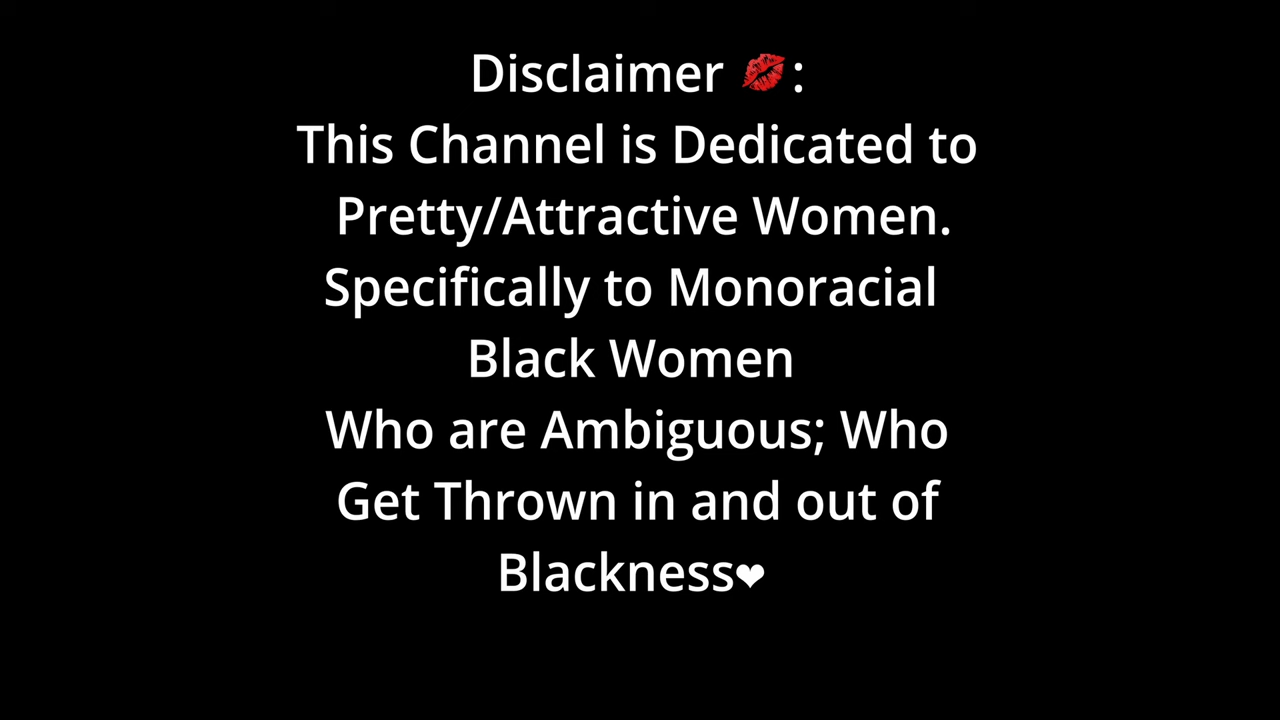 Disclaimer 💋:
This Channel is Dedicated to
Pretty/Attractive Women.
Specifically to Monoracial
Black Women
Who are Ambiguous; Who
Get Thrown in and out of
Blackness❤